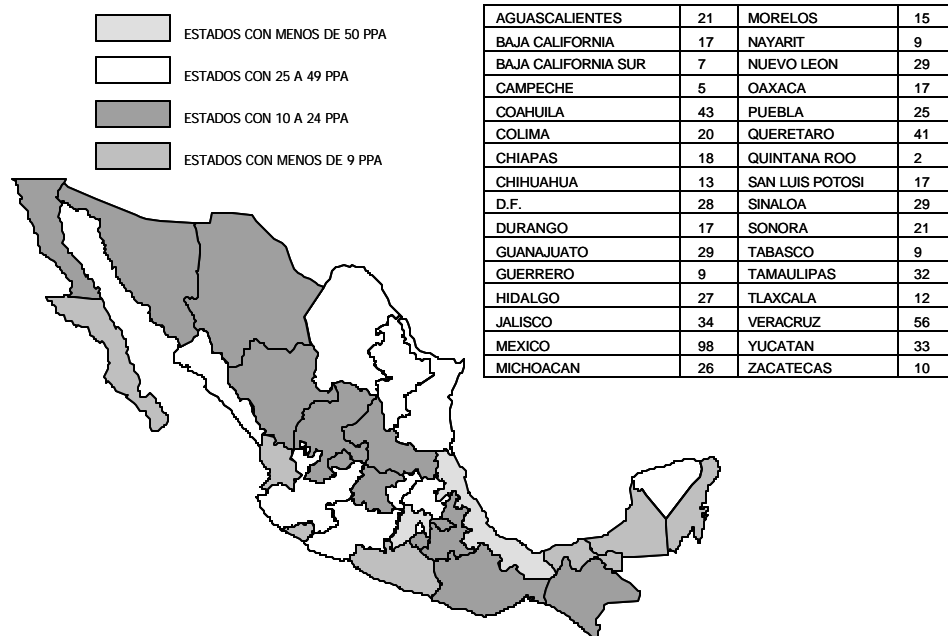 ESTADOS CON MENOS DE 50 PPA
ESTADOS CON 25 A 49 PPA
ESTADOS CON 10 A 24 PPA
ESTADOS CON MENOS DE 9 PPA
AGUASCALIENTES 21 MORELOS 15
BAJA CALIFORNIA 17 NAYARIT 9
BAJA CALIFORNIA SUR 7 NUEVO LEON 29
CAMPECHE 5 OAXACA 17
COAHUILA 43 PUEBLA 25
COLIMA 20 QUERETARO 41
CHIAPAS 18 QUINTANA ROO 2
CHIHUAHUA 13 SAN LUIS POTOSI 17
D.F. 28 SINALOA 29
DURANGO 17 SONORA 21
GUANAJUATO 29 TABASCO 9
GUERRERO 9 TAMAULIPAS 32
HIDALGO 27 TLAXCALA 12
JALISCO 34 VERACRUZ 56
MEXICO 98 YUCATAN 33
MICHOACAN 26 ZACATECAS 10